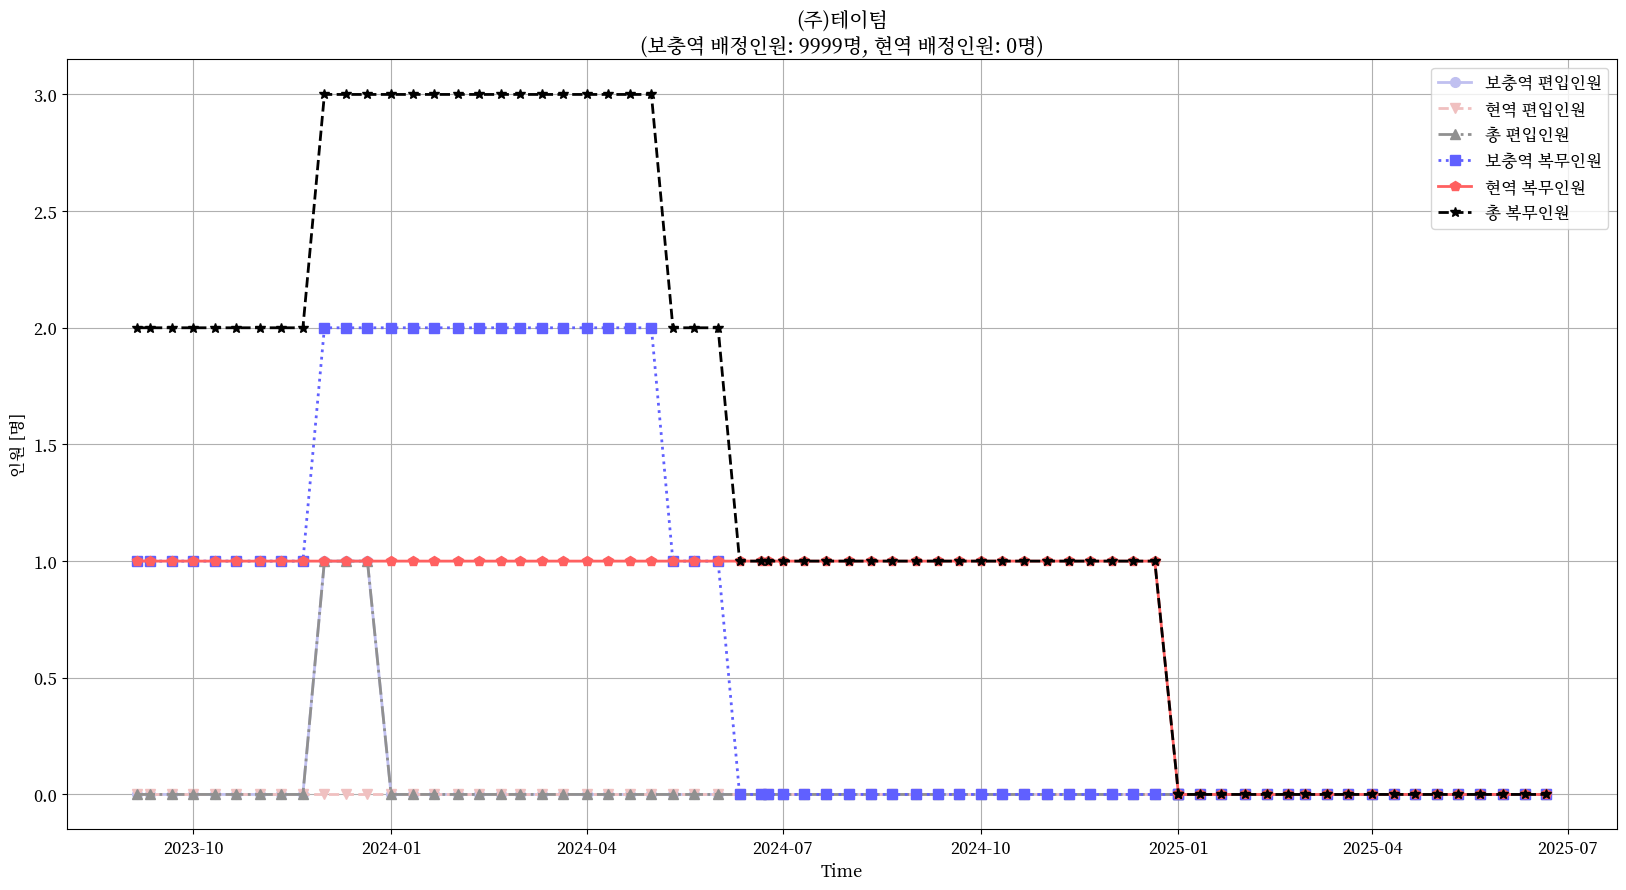 (주)테이텀
(보충역 배정인원: 9999명, 현역 배정인원: 0명)
보충역 편입인원
현역 편입인원
총 편입인원
보충역 복무인원
현역 복무인원
총 복무인원
인원 [명]
3.0
2.5
2.0
1.5
1.0
0.5
0.0
2023-10
2024-01
2024-04
2024-07
2024-10
2025-01
2025-04
2025-07
Time